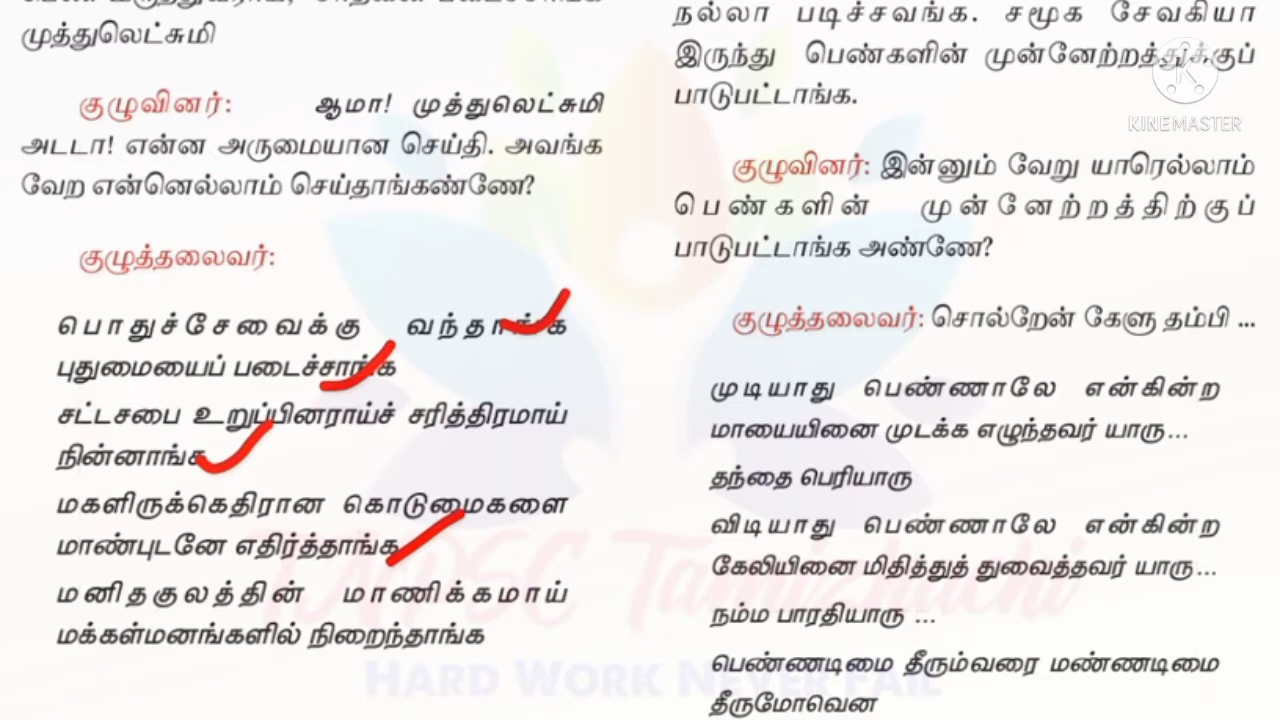 முத்துலெட்சுமி
குழுவினர்: ஆமா! முத்துலெட்சுமி
அடடா! என்ன அருமையான செய்தி. அவங்க
வேற என்னெல்லாம் செய்தாங்கண்ணே?
குழுத்தலைவர்:
பொதுச்சேவைக்கு வந்தாங்க
புதுமையைப் படைச்சாங்க
சட்டசபை உறுப்பினராய்ச் சரித்திரமாய்
நின்னாங்க
மகளிருக்கெதிரான கொடுமைகளை
மாண்புடனே எதிர்த்தாங்க
மனிதகுலத்தின் மாணிக்கமாய்
மக்கள்மனங்களில் நிறைந்தாங்க
நல்லா படிச்சவங்க. சமூக சேவகியா
இருந்து பெண்களின் முன்னேற்றத்துக்குப்
பாடுபட்டாங்க.
குழுவினர்: இன்னும் வேறு யாரெல்லாம்
பெண்களின் முன்னேற்றத்திற்குப்
பாடுபட்டாங்க அண்ணே?
குழுத்தலைவர்: சொல்றேன் கேளு தம்பி ...
முடியாது பெண்ணாலே என்கின்ற
மாயையினை முடக்க எழுந்தவர் யாரு...
தந்தை பெரியாரு
விடியாது பெண்ணாலே என்கின்ற
கேலியினை மிதித்துத் துவைத்தவர் யாரு...
நம்ம பாரதியாரு ...
பெண்ணடிமை தீரும்வரை மண்ணடிமை
தீருமோவென
KINEMASTER
TNPSC Tamizhachi
HARD WORK NEVER FAIL